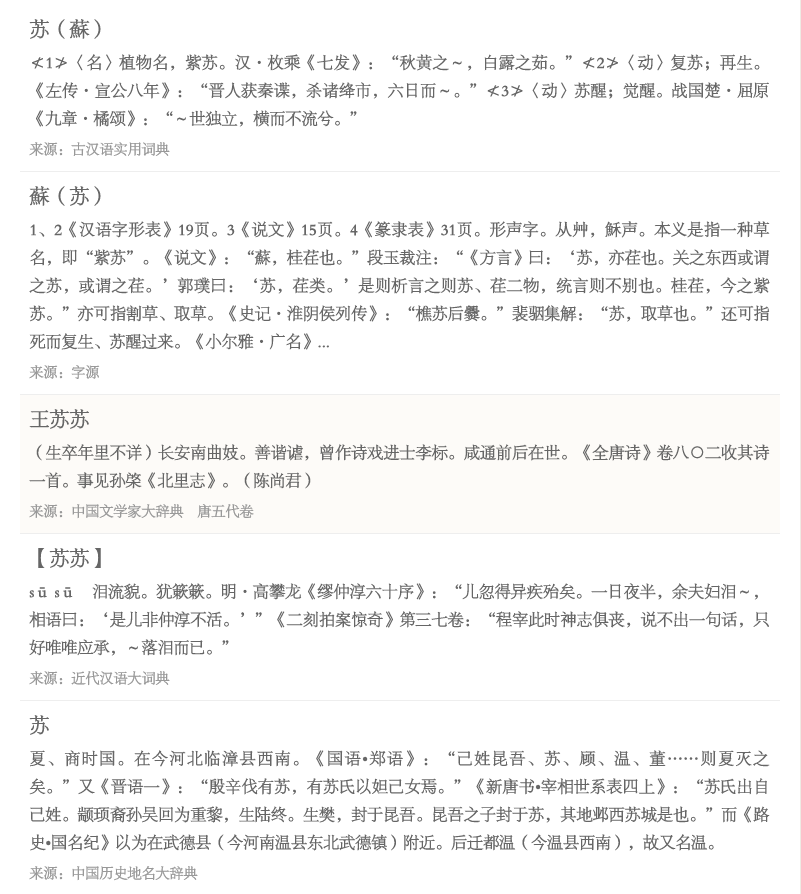 苏（蘇）
≮1≯〈名〉植物名，紫苏。汉·枚乘《七发》：“秋黄之～，白露之茹。”≮2≯〈动〉复苏；再生。
《左传·宣公八年》：“晋人获秦谍，杀诸绛市，六日而～。”≮3≯〈动〉苏醒；觉醒。战国楚·屈原
《九章·橘颂》：“～世独立，横而不流兮。”
来源：古汉语实用词典
蘇（苏）
1、2《汉语字形表》19页。3《说文》15页。4《篆隶表》31页。形声字。从艸，穌声。本义是指一种草
名，即“紫苏”。《说文》：“蘇，桂荏也。”段玉裁注：“《方言》曰：‘苏，亦荏也。关之东西或谓
之苏，或谓之荏。’郭璞曰：‘苏，荏类。’是则析言之则苏、荏二物，统言则不别也。桂荏，今之紫
苏。”亦可指割草、取草。《史记·淮阴侯列传》：“樵苏后爨。”裴骃集解：“苏，取草也。”还可指
死而复生、苏醒过来。《小尔雅·广名》...
来源：字源
王苏苏
（生卒年里不详）长安南曲妓。善谐谑，曾作诗戏进士李标。咸通前后在世。《全唐诗》卷八〇二收其诗
一首。事见孙棨《北里志》。（陈尚君）
来源：中国文学家大辞典　唐五代卷
【苏苏】
sū sū　泪流貌。犹簌簌。明·高攀龙《缪仲淳六十序》：“儿忽得异疾殆矣。一日夜半，余夫妇泪～，
相语曰：‘是儿非仲淳不活。’”《二刻拍案惊奇》第三七卷：“程宰此时神志俱丧，说不出一句话，只
好唯唯应承，～落泪而已。”
来源：近代汉语大词典
苏
夏、商时国。在今河北临漳县西南。《国语•郑语》：“己姓昆吾、苏、顾、温、董……则夏灭之
矣。”又《晋语一》：“殷辛伐有苏，有苏氏以妲己女焉。”《新唐书•宰相世系表四上》：“苏氏出自
己姓。颛顼裔孙吴回为重黎，生陆终。生樊，封于昆吾。昆吾之子封于苏，其地邺西苏城是也。”而《路
史•国名纪》以为在武德县（今河南温县东北武德镇）附近。后迁都温（今温县西南），故又名温。
来源：中国历史地名大辞典